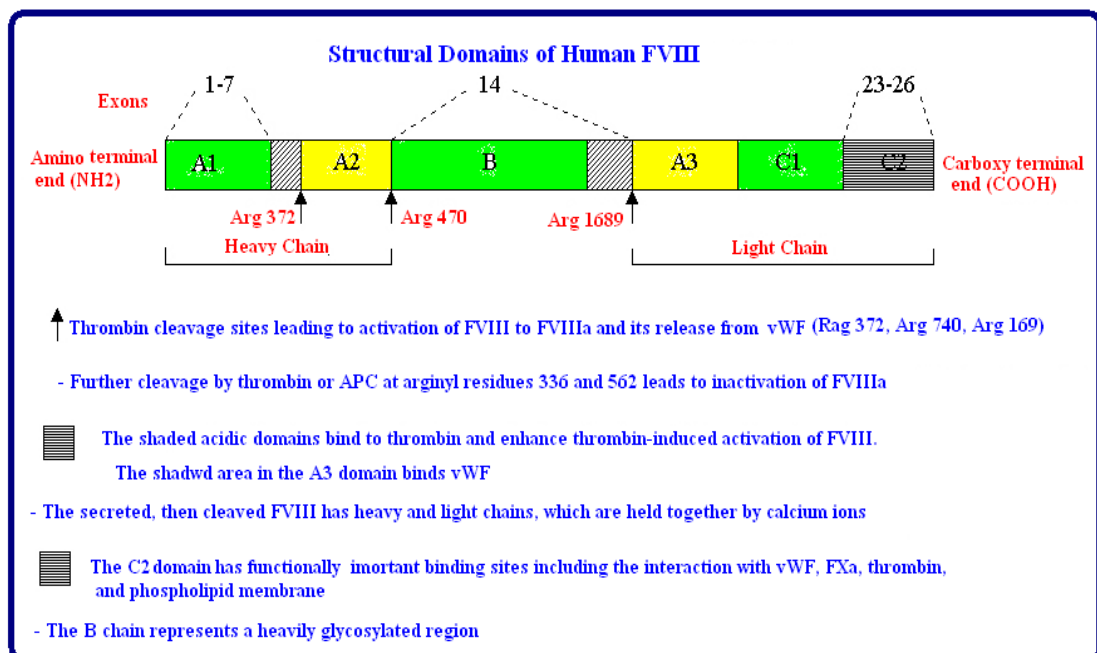 Structural Domains of Human FVIII
1-7 14 23-26
Exons
Amino terminal
end (NH2)
A1 A2 B A3 C1 C2
Carboxy terminal
end (COOH)
Arg 372 Arg 470 Arg 1689
Heavy Chain Light Chain
Thrombin cleavage sites leading to activation of FVIII to FVIIIa and its release from vWF (Rag 372, Arg 740, Arg 169)
- Further cleavage by thrombin or APC at arginyl residues 336 and 562 leads to inactivation of FVIIIa
The shaded acidic domains bind to thrombin and enhance thrombin-induced activation of FVIII.
The shadwd area in the A3 domain binds vWF
- The secreted, then cleaved FVIII has heavy and light chains, which are held together by calcium ions
The C2 domain has functionally imortant binding sites including the interaction with vWF, FXa, thrombin,
and phospholipid membrane
- The B chain represents a heavily glycosylated region